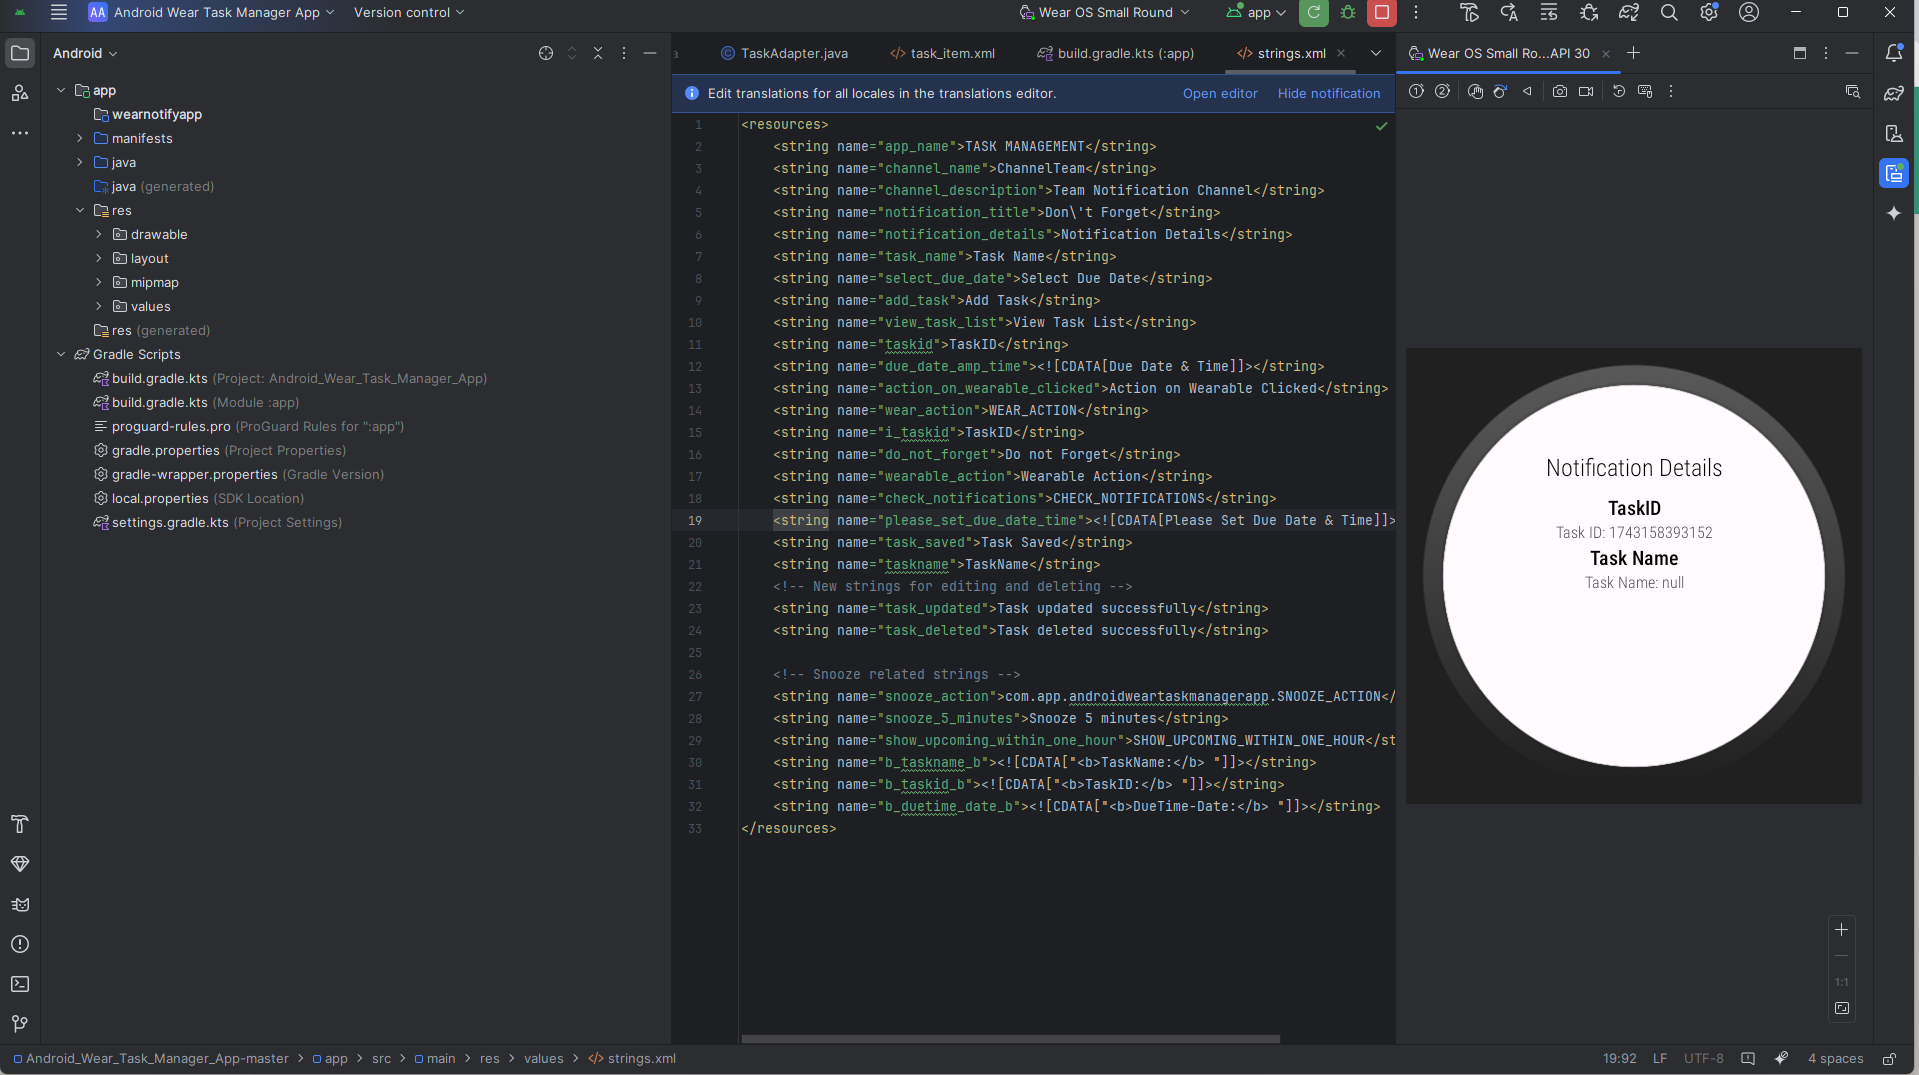 AA Android Wear Task Manager App Version control
Wear OS Small Round
app
Android
TaskAdapter.java
task_item.xml
build.gradle.kts (:app)
strings.xml
Wear OS Small Ro...API 30
app
wearnotifyapp
manifests
java
java (generated)
res
drawable
layout
mipmap
values
res (generated)
Gradle Scripts
build.gradle.kts (Project: Android_Wear_Task_Manager_App)
build.gradle.kts (Module :app)
proguard-rules.pro (ProGuard Rules for ":app")
gradle.properties (Project Properties)
gradle-wrapper.properties (Gradle Version)
local.properties (SDK Location)
settings.gradle.kts (Project Settings)
Edit translations for all locales in the translations editor. Open editor Hide notification
1 <resources>
2 <string name="app_name">TASK MANAGEMENT</string>
3 <string name="channel_name">ChannelTeam</string>
4 <string name="channel_description">Team Notification Channel</string>
5 <string name="notification_title">Don\'t Forget</string>
6 <string name="notification_details">Notification Details</string>
7 <string name="task_name">Task Name</string>
8 <string name="select_due_date">Select Due Date</string>
9 <string name="add_task">Add Task</string>
10 <string name="view_task_list">View Task List</string>
11 <string name="taskid">TaskID</string>
12 <string name="due_date_amp_time"><![CDATA[Due Date & Time]]></string>
13 <string name="action_on_wearable_clicked">Action on Wearable Clicked</string>
14 <string name="wear_action">WEAR_ACTION</string>
15 <string name="i_taskid">TaskID</string>
16 <string name="do_not_forget">Do not Forget</string>
17 <string name="wearable_action">Wearable Action</string>
18 <string name="check_notifications">CHECK_NOTIFICATIONS</string>
19 <string name="please_set_due_date_time"><![CDATA[Please Set Due Date & Time]]>
20 <string name="task_saved">Task Saved</string>
21 <string name="taskname">TaskName</string>
22 <!-- New strings for editing and deleting -->
23 <string name="task_updated">Task updated successfully</string>
24 <string name="task_deleted">Task deleted successfully</string>
25
26 <!-- Snooze related strings -->
27 <string name="snooze_action">com.app.androidweartaskmanagerapp.SNOOZE_ACTION</
28 <string name="snooze_5_minutes">Snooze 5 minutes</string>
29 <string name="show_upcoming_within_one_hour">SHOW_UPCOMING_WITHIN_ONE_HOUR</st
30 <string name="b_taskname_b"><![CDATA["<b>TaskName:</b> "]]></string>
31 <string name="b_taskid_b"><![CDATA["<b>TaskID:</b> "]]></string>
32 <string name="b_duetime_date_b"><![CDATA["<b>DueTime-Date:</b> "]]></string>
33 </resources>
Notification Details
TaskID
Task ID: 1743158393152
Task Name
Task Name: null
1:1
Android_Wear_Task_Manager_App-master > app > src > main > res > values > strings.xml
19:92 LF UTF-8 4 spaces